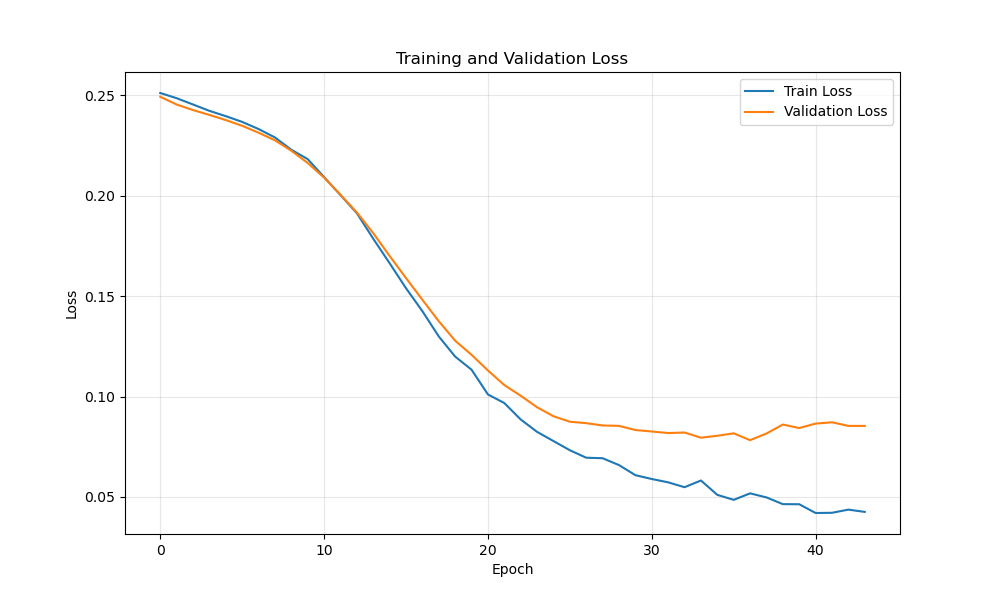 Training and Validation Loss
Train Loss
Validation Loss
0.25
0.20
0.15
0.10
0.05
Loss
0 10 20 30 40
Epoch